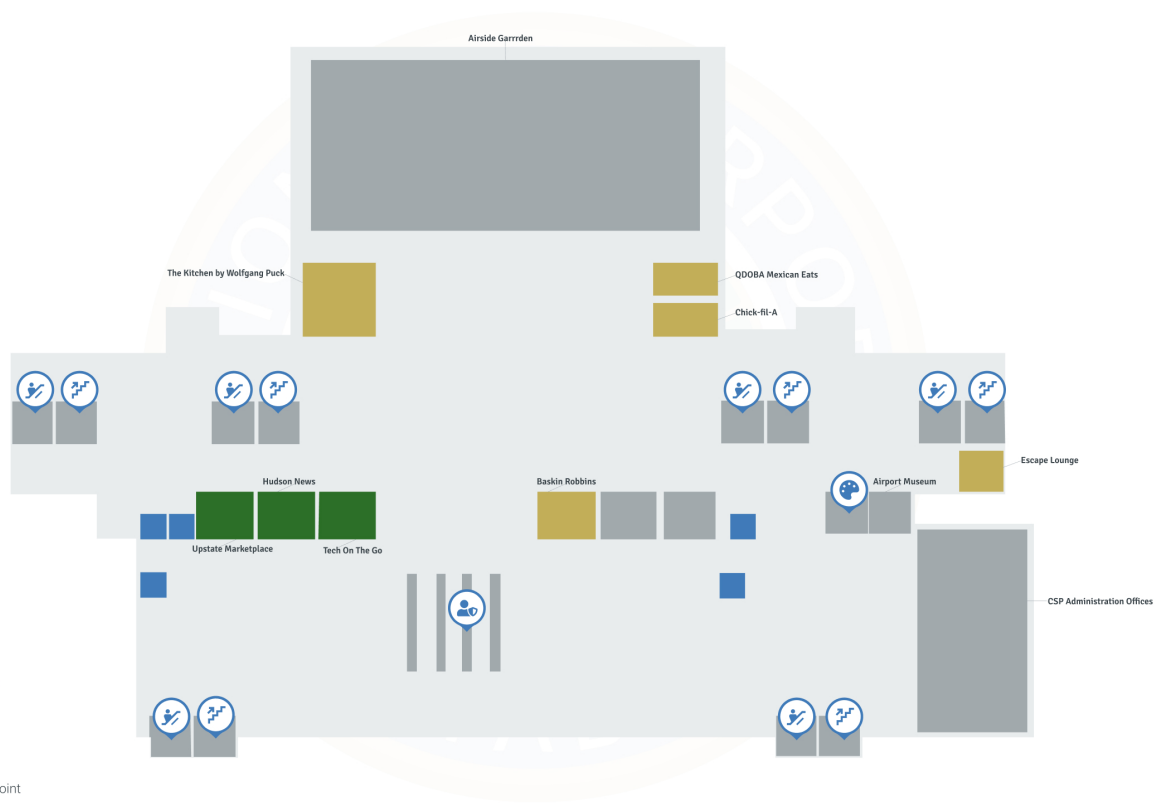 Airside Garrrden
The Kitchen by Wolfgang Puck
QDOBA Mexican Eats
Chick-fil-A
Escape Lounge
Hudson News
Baskin Robbins
Airport Museum
Upstate Marketplace
Tech On The Go
CSP Administration Offices
oint